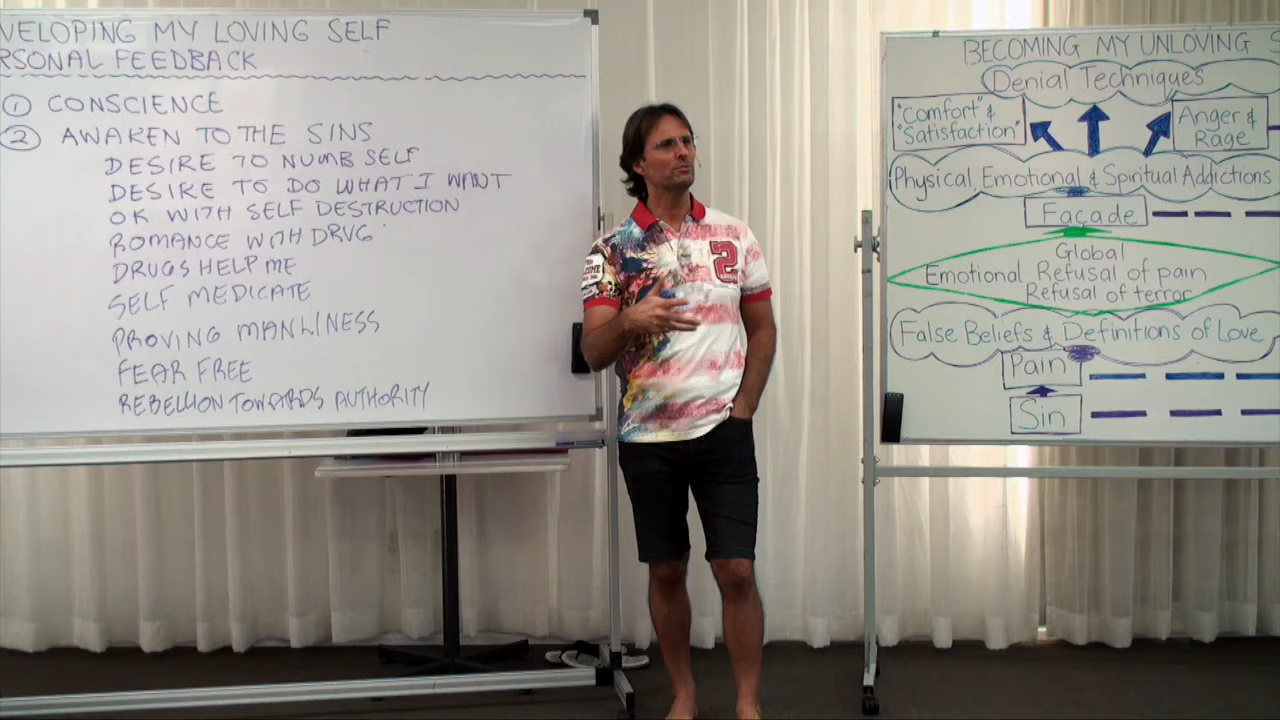 VELOPING MY LOVING SELF
RSONAL FEEDBACK
① CONSCIENCE
② AWAKEN TO THE SINS
DESIRE TO NUMB SELF
DESIRE TO DO WHAT I WANT
OK WITH SELF DESTRUCTION
ROMANCE WITH DRUG
DRUGS HELP ME
SELF MEDICATE
PROVING MANLINESS
FEAR FREE
REBELLION TOWARDS AUTHORITY
2
BECOMING MY UNLOVING S
Denial Techniques
"Comfort" &
"Satisfaction"
Anger &
Rage
Physical Emotional & Spiritual Addictions
Façade
Global
Emotional Refusal of pain
Refusal of terror
False Beliefs & Definitions of Love
Pain
Sin